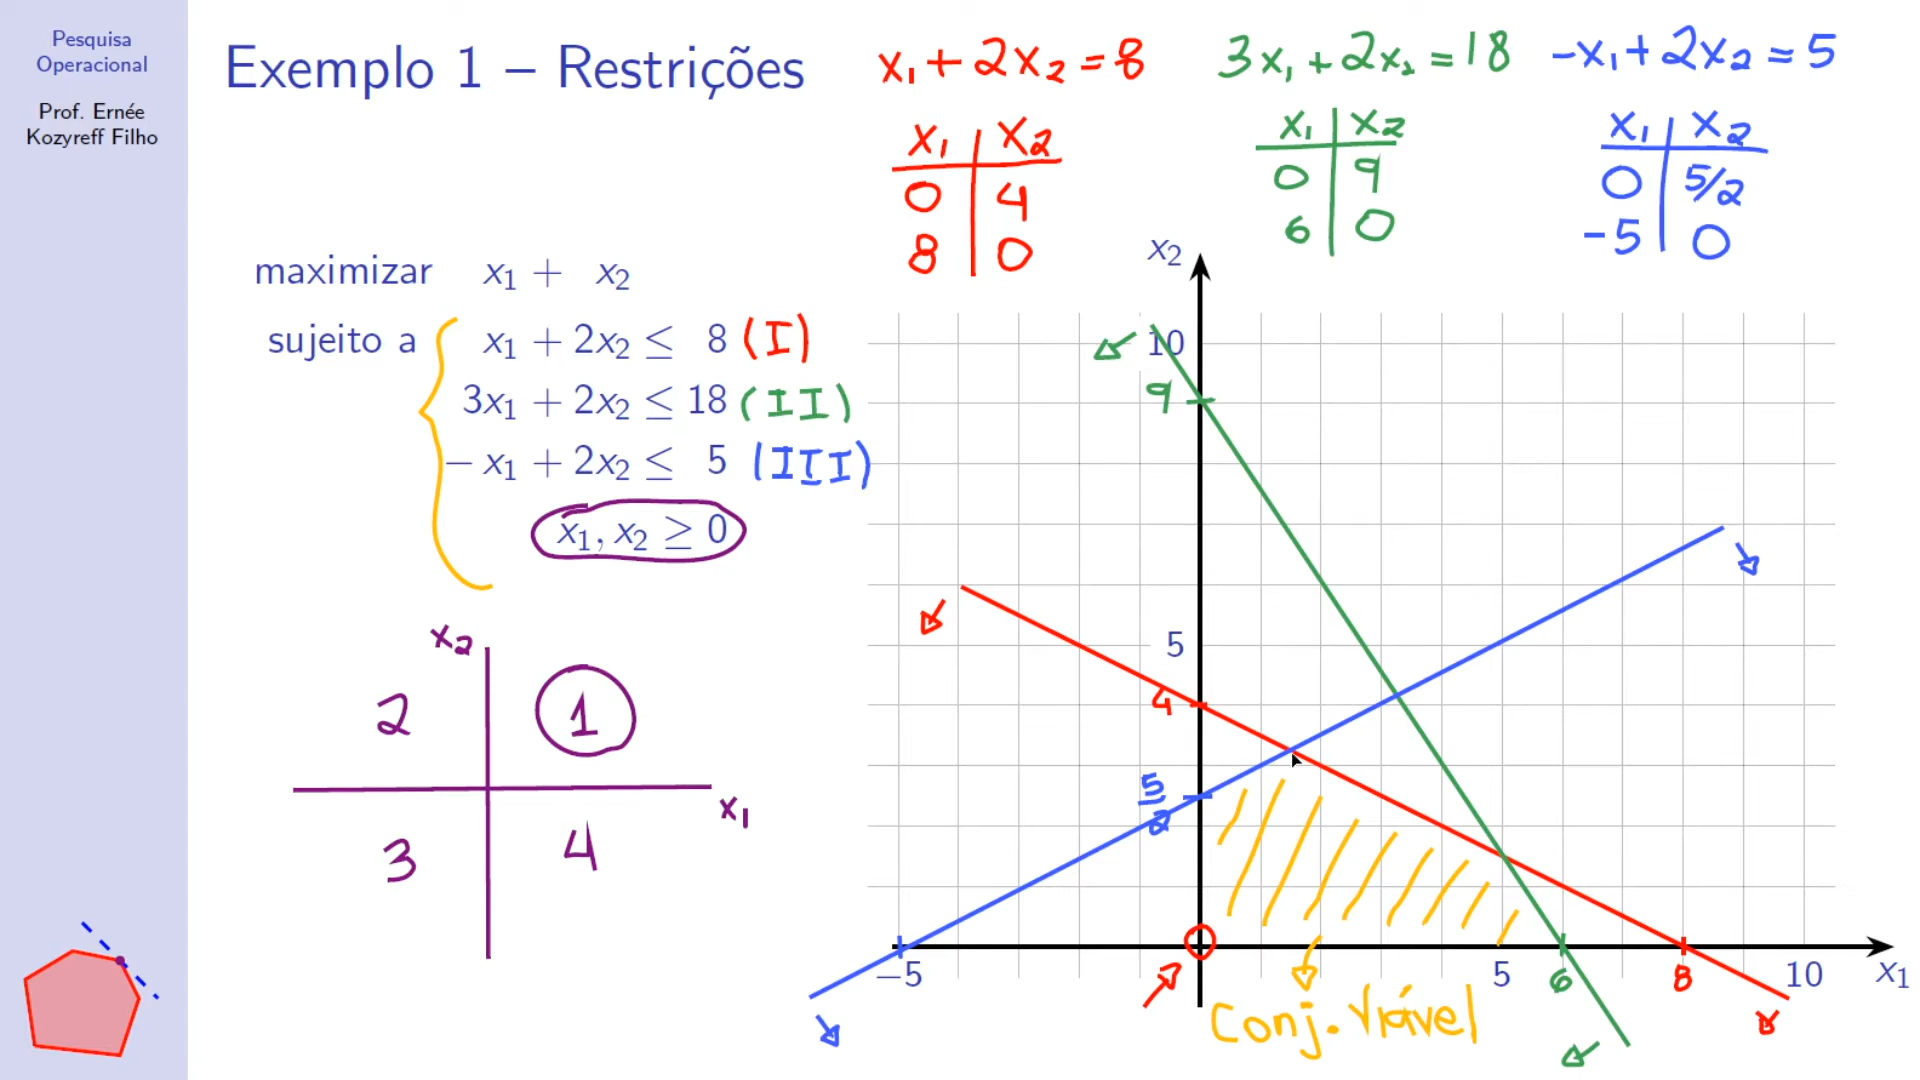 Pesquisa
Operacional
Prof. Ernée
Kozyreff Filho
Exemplo 1 – Restrições
x₁ + 2x₂ = 8
x₁ x₂
0 4
8 0
3x₁ + 2x₂ = 18
x₁ x₂
0 9
6 0
-x₁ + 2x₂ = 5
x₁ x₂
0 5/2
-5 0
maximizar x₁ + x₂
sujeito a x₁ + 2x₂ ≤ 8 (I)
3x₁ + 2x₂ ≤ 18 (II)
− x₁ + 2x₂ ≤ 5 (III)
x₁, x₂ ≥ 0
x₂
2 1
x₁
3 4
x₂
10
9
5
4
5/2
−5 5 6 8 10 x₁
Conj. Viável